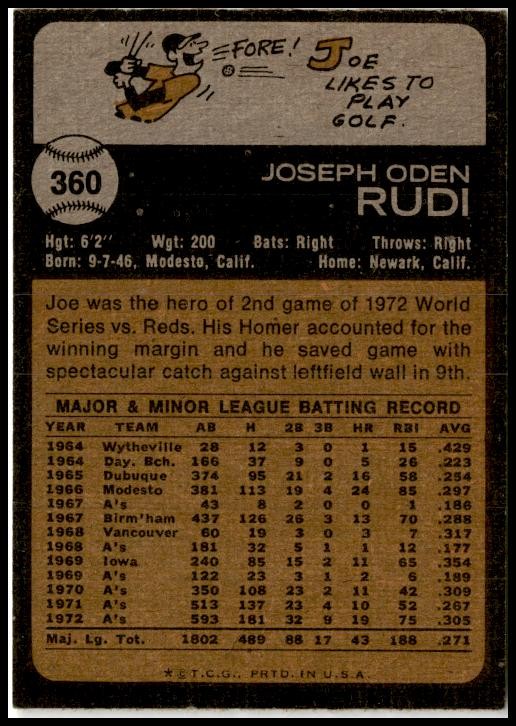 FORE!
JOE
LIKES TO
PLAY
GOLF.
360
JOSEPH ODEN
RUDI
Hgt: 6'2" Wgt: 200 Bats: Right Throws: Right
Born: 9-7-46, Modesto, Calif. Home: Newark, Calif.
Joe was the hero of 2nd game of 1972 World
Series vs. Reds. His Homer accounted for the
winning margin and he saved game with
spectacular catch against leftfield wall in 9th.
MAJOR & MINOR LEAGUE BATTING RECORD
YEAR TEAM AB H 2B 3B HR RBI AVG
1964 Wytheville 28 12 3 0 1 15 .429
1964 Day. Bch. 166 37 9 0 5 26 .223
1965 Dubuque 374 95 21 2 16 58 .254
1966 Modesto 381 113 19 4 24 85 .297
1967 A's 43 8 2 0 0 1 .186
1967 Birm'ham 437 126 26 3 13 70 .288
1968 Vancouver 60 19 3 0 3 7 .317
1968 A's 181 32 5 1 1 12 .177
1969 Iowa 240 85 15 2 11 65 .354
1969 A's 122 23 3 1 2 6 .189
1970 A's 350 108 23 2 11 42 .309
1971 A's 513 137 23 4 10 52 .267
1972 A's 593 181 32 9 19 75 .305
Maj. Lg. Tot. 1802 489 88 17 43 188 .271
* © T.C.G., PRTD. IN U.S.A.